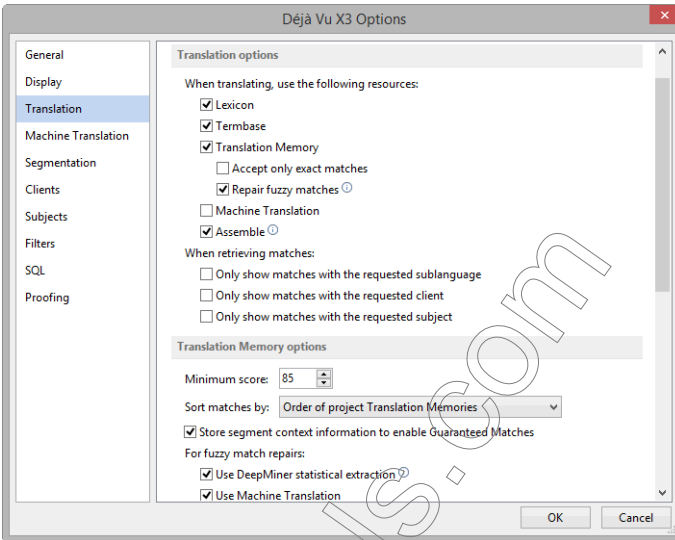 Déjà Vu X3 Options
General
Display
Translation
Machine Translation
Segmentation
Clients
Subjects
Filters
SQL
Proofing
Translation options
When translating, use the following resources:
Lexicon
Termbase
Translation Memory
Accept only exact matches
Repair fuzzy matches
Machine Translation
Assemble
When retrieving matches:
Only show matches with the requested sublanguage
Only show matches with the requested client
Only show matches with the requested subject
Translation Memory options
Minimum score: 85
Sort matches by: Order of project Translation Memories
Store segment context information to enable Guaranteed Matches
For fuzzy match repairs:
Use DeepMiner statistical extraction
Use Machine Translation
OK Cancel
ls.com